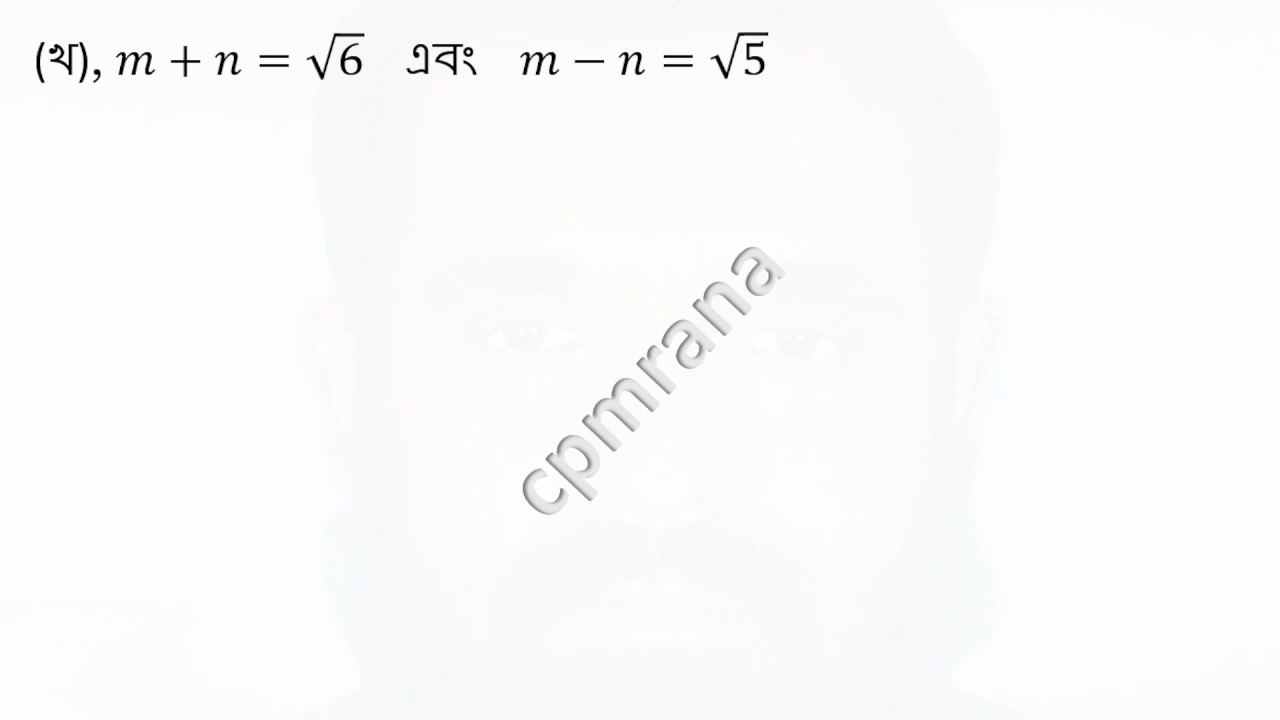 (খ), m + n = √6 এবং m − n = √5
cpmrana